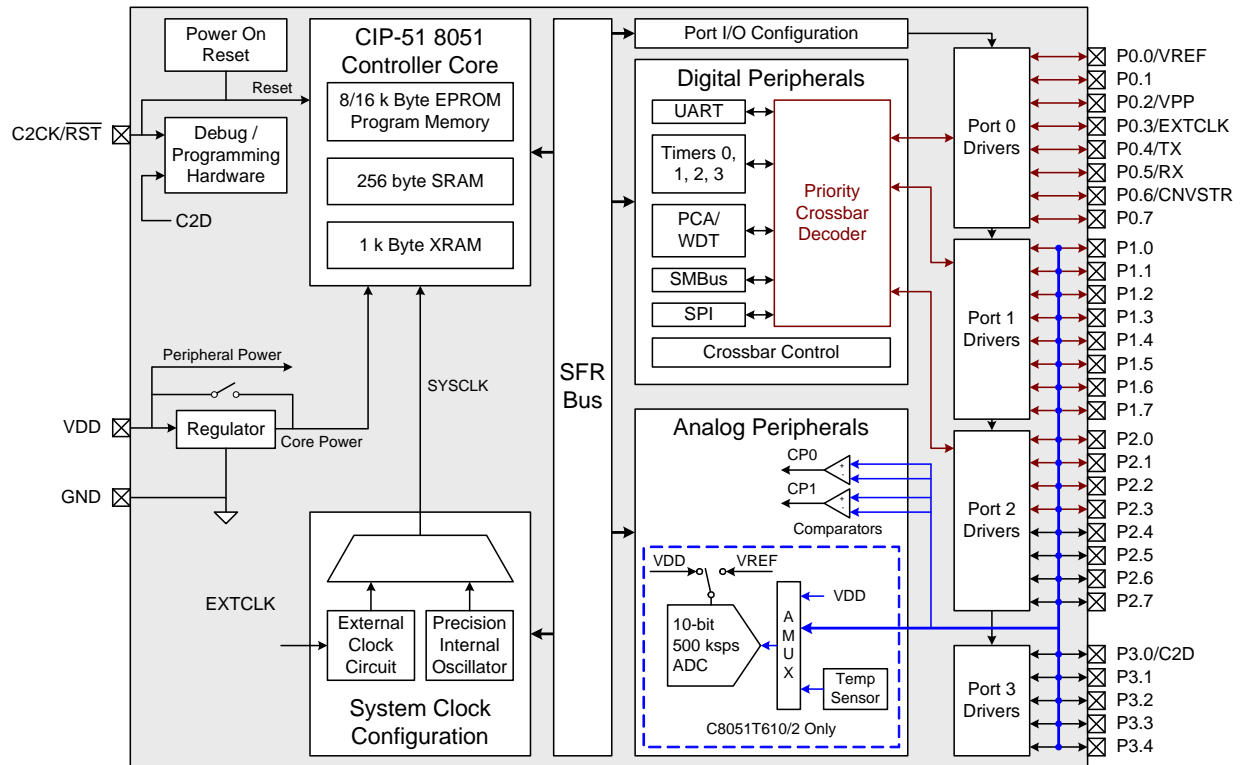 Power On
Reset
Reset
C2CK/RST
Debug /
Programming
Hardware
C2D
VDD
Peripheral Power
Regulator
Core Power
GND
CIP-51 8051
Controller Core
8/16 k Byte EPROM
Program Memory
256 byte SRAM
1 k Byte XRAM
SYSCLK
EXTCLK
External
Clock
Circuit
Precision
Internal
Oscillator
System Clock
Configuration
SFR
Bus
Port I/O Configuration
Digital Peripherals
UART
Timers 0,
1, 2, 3
PCA/
WDT
SMBus
SPI
Priority
Crossbar
Decoder
Crossbar Control
Analog Peripherals
CP0
+
-
CP1
+
-
Comparators
VDD
VREF
10-bit
500 ksps
ADC
A
M
U
X
VDD
Temp
Sensor
C8051T610/2 Only
Port 0
Drivers
Port 1
Drivers
Port 2
Drivers
Port 3
Drivers
P0.0/VREF
P0.1
P0.2/VPP
P0.3/EXTCLK
P0.4/TX
P0.5/RX
P0.6/CNVSTR
P0.7
P1.0
P1.1
P1.2
P1.3
P1.4
P1.5
P1.6
P1.7
P2.0
P2.1
P2.2
P2.3
P2.4
P2.5
P2.6
P2.7
P3.0/C2D
P3.1
P3.2
P3.3
P3.4